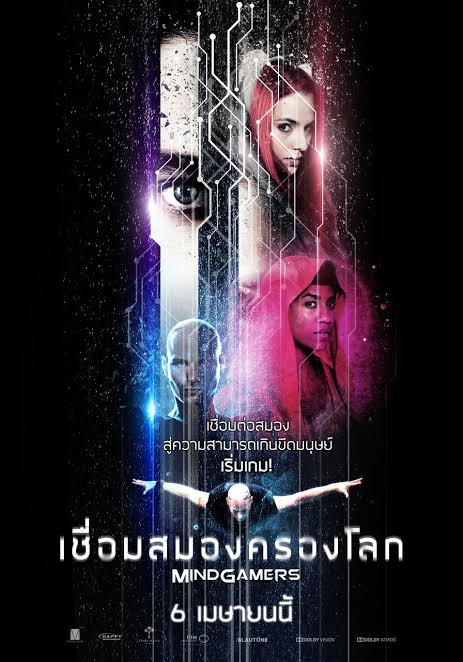 เชื่อมต่อสมอง
สู่ความสามารถเกินขีดมนุษย์
เริ่มเกม!
เชื่อมสมองครองโลก
MINDGAMERS
6 เมษายนนี้
HAPPY
film
BLAUTÖNE
DOLBY VISION
DOLBY ATMOS